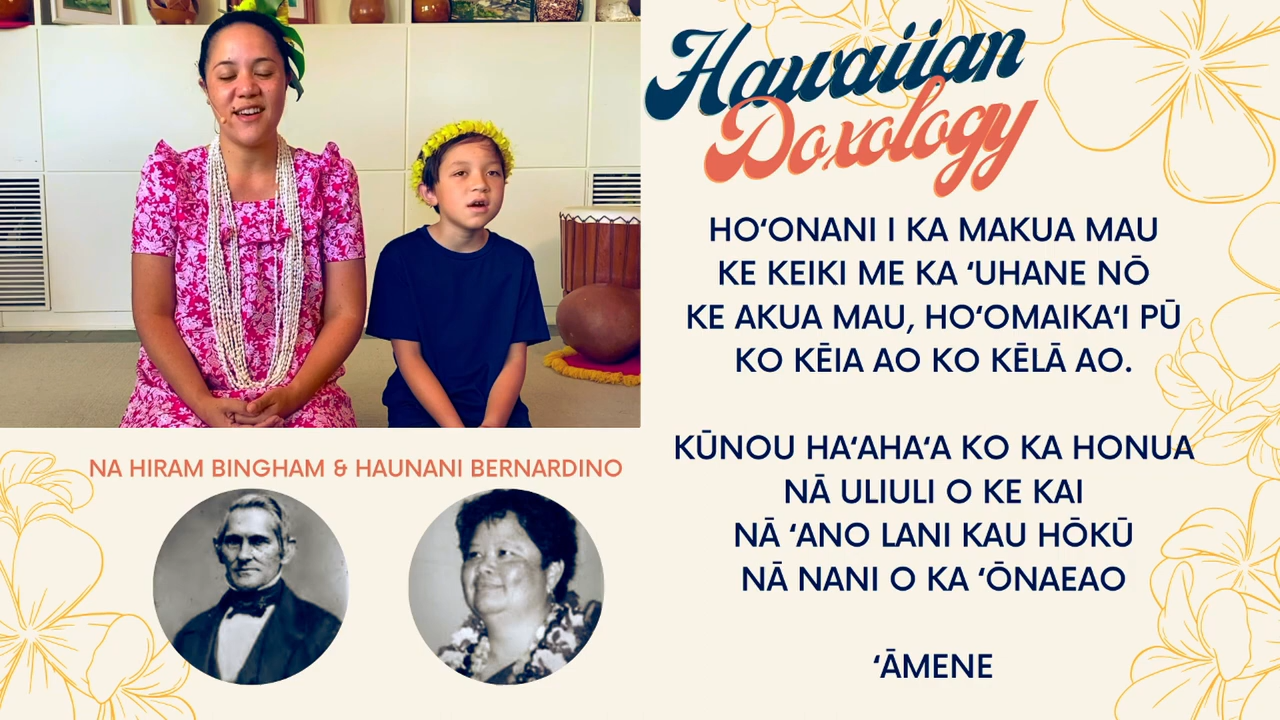 Hawaiian
Doxology
HOʻONANI I KA MAKUA MAU
KE KEIKI ME KA ʻUHANE NŌ
KE AKUA MAU, HOʻOMAIKAʻI PŪ
KO KĒIA AO KO KĒLĀ AO.
KŪNOU HAʻAHAʻA KO KA HONUA
NĀ ULIULI O KE KAI
NĀ ʻANO LANI KAU HŌKŪ
NĀ NANI O KA ʻŌNAEAO
ʻĀMENE
NA HIRAM BINGHAM & HAUNANI BERNARDINO